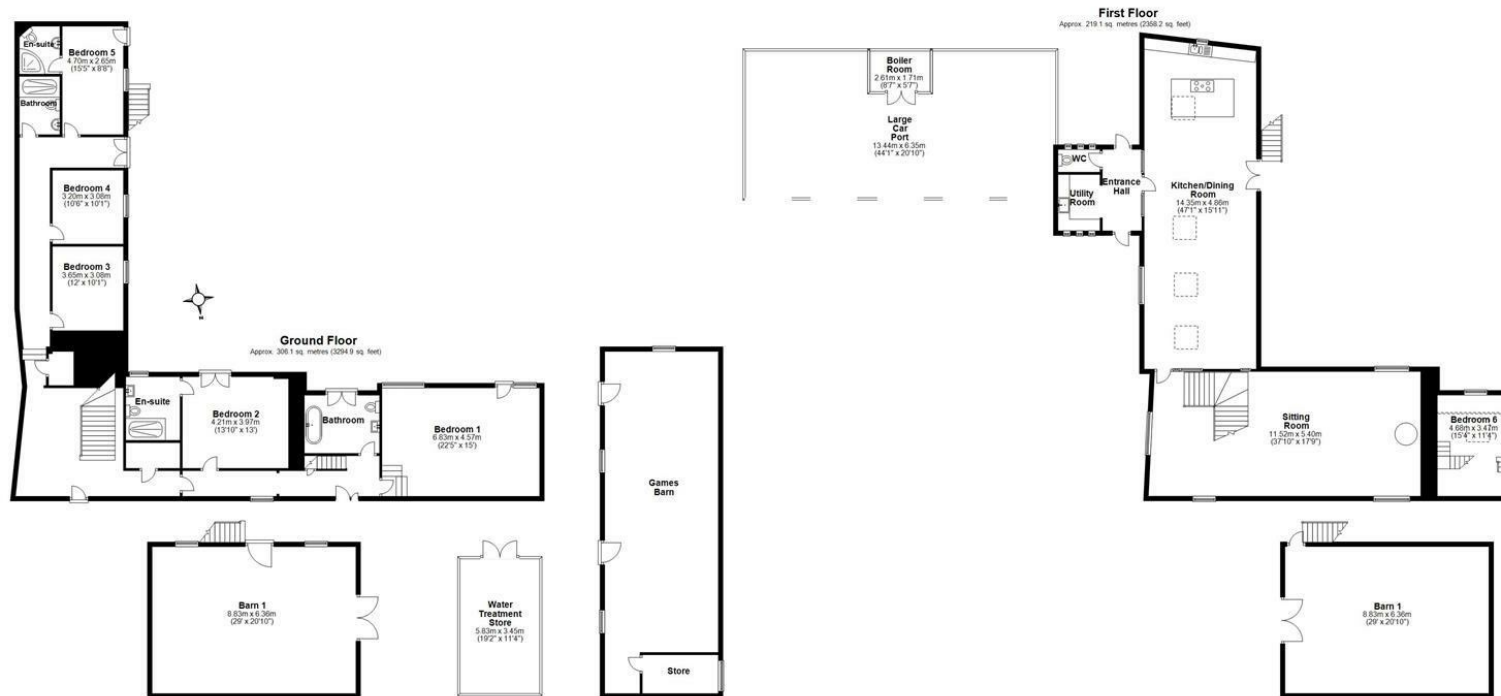 Ground Floor
Approx. 306.1 sq. metres (3294.9 sq. feet)
En-suite
Bedroom 5
4.70m x 2.65m
(15'5" x 8'8")
Bathroom
Bedroom 4
3.20m x 3.08m
(10'6" x 10'1")
Bedroom 3
3.65m x 3.08m
(12' x 10'1")
En-suite
Bedroom 2
4.21m x 3.97m
(13'10" x 13')
Bathroom
Bedroom 1
6.83m x 4.57m
(22'5" x 15')
Barn 1
8.83m x 6.36m
(29' x 20'10")
Water
Treatment
Store
5.83m x 3.45m
(19'2" x 11'4")
Games
Barn
Store
First Floor
Approx. 219.1 sq. metres (2358.2 sq. feet)
Boiler
Room
2.61m x 1.71m
(8'7" x 5'7")
Large
Car
Port
13.44m x 6.35m
(44'1" x 20'10")
WC
Utility
Room
Entrance
Hall
Kitchen/Dining
Room
14.35m x 4.86m
(47'1" x 15'11")
Sitting
Room
11.52m x 5.40m
(37'10" x 17'9")
Bedroom 6
4.68m x 3.47m
(15'4" x 11'4")
Barn 1
8.83m x 6.36m
(29' x 20'10")